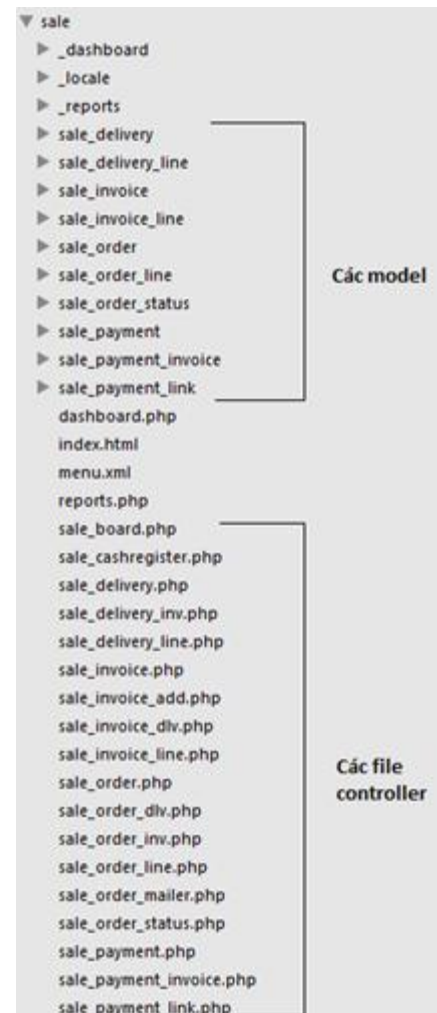 sale
_dashboard
_locale
_reports
sale_delivery
sale_delivery_line
sale_invoice
sale_invoice_line
sale_order
sale_order_line
sale_order_status
sale_payment
sale_payment_invoice
sale_payment_link
Các model
dashboard.php
index.html
menu.xml
reports.php
sale_board.php
sale_cashregister.php
sale_delivery.php
sale_delivery_inv.php
sale_delivery_line.php
sale_invoice.php
sale_invoice_add.php
sale_invoice_dlv.php
sale_invoice_line.php
sale_order.php
sale_order_dlv.php
sale_order_inv.php
sale_order_line.php
sale_order_mailer.php
sale_order_status.php
sale_payment.php
sale_payment_invoice.php
sale_payment_link.php
Các file
controller